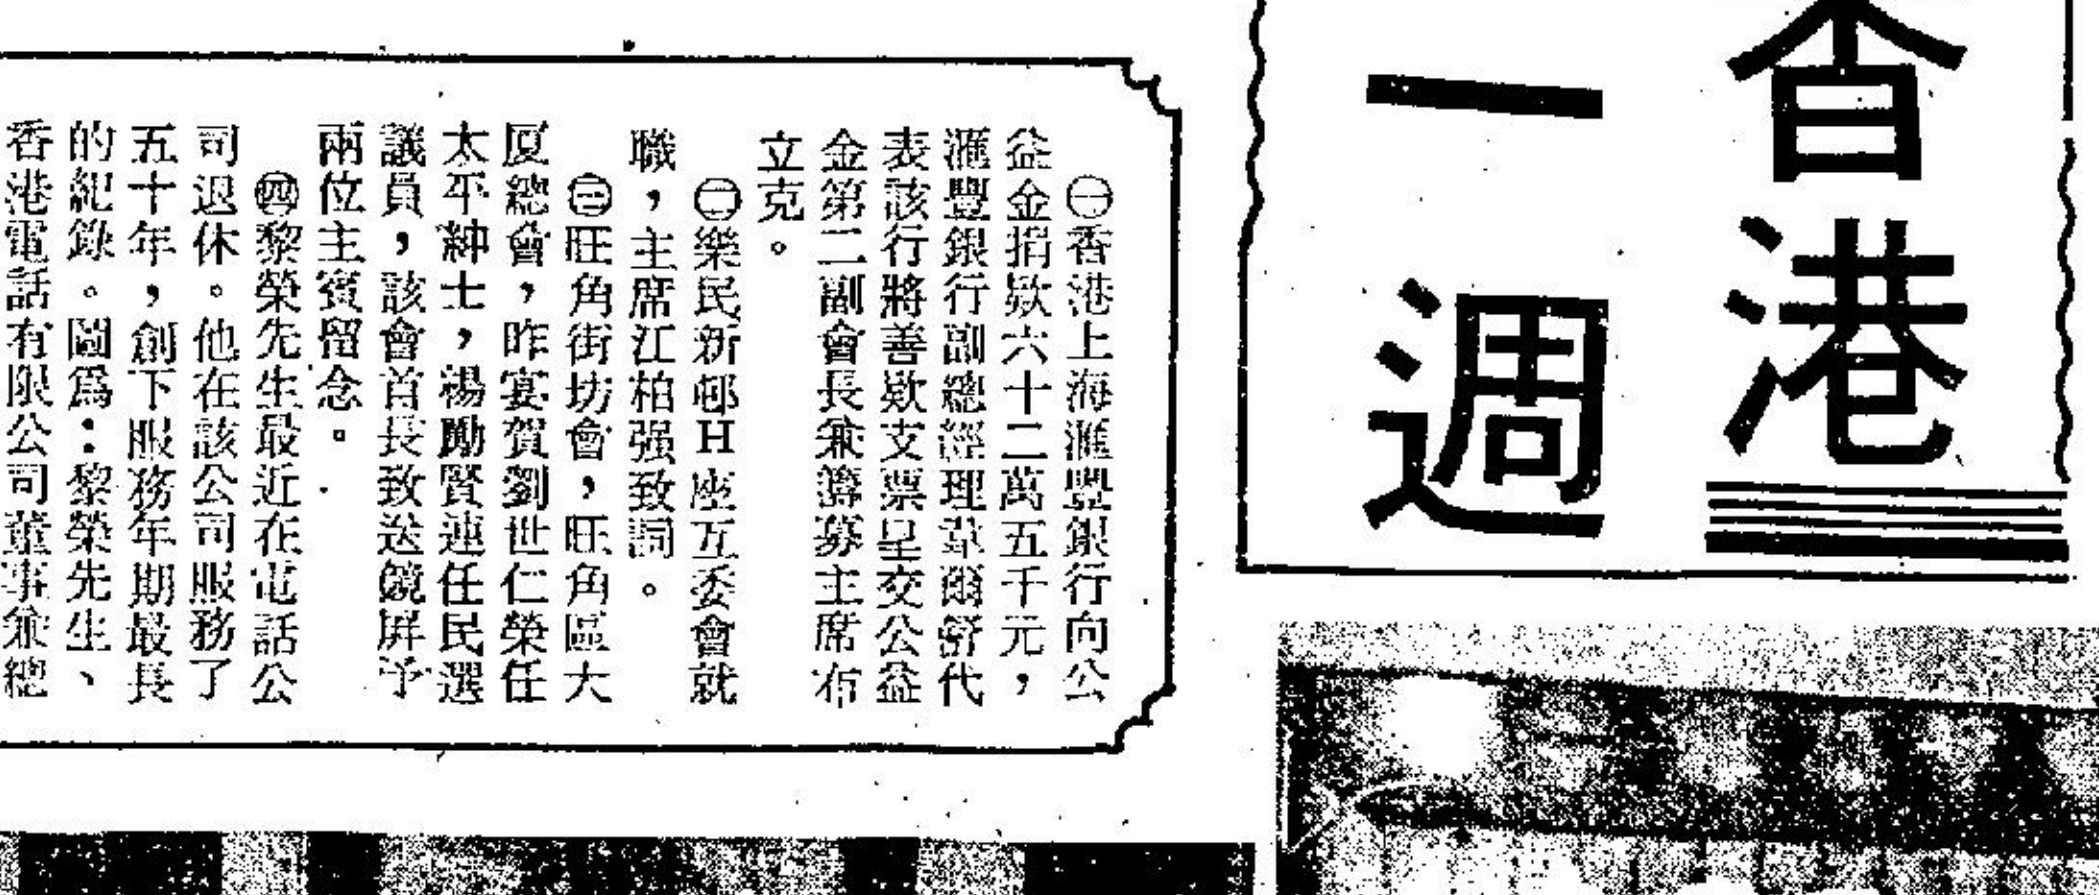 香港
一週
㊀香港上海滙豐銀行向公
益金捐欵六十二萬五千元，
滙豐銀行副總經理韋爾舒代
表該行將善欵支票呈交公益
金第二副會長兼籌募主席布
立克。
㊁樂民新邨H座互委會就
職，主席江柏强致詞。
㊂旺角街坊會，旺角區大
厦總會，昨宴賀劉世仁榮任
太平紳士，楊勵賢連任民選
議員，該會首長致送鏡屏予
兩位主賓留念。
㊃黎榮先生最近在電話公
司退休。他在該公司服務了
五十年，創下服務年期最長
的紀錄。圖爲：黎榮先生、
香港電話有限公司董事兼總